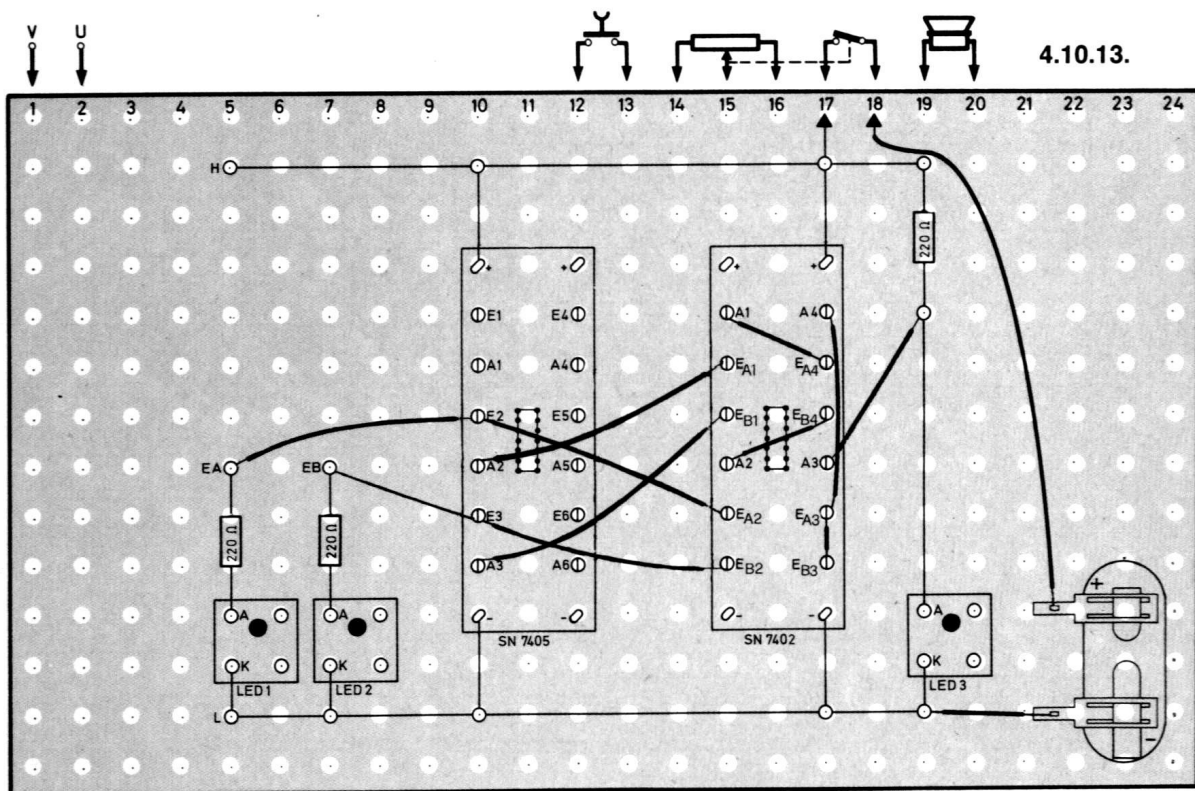 V U
4.10.13.
1 2 3 4 5 6 7 8 9 10 11 12 13 14 15 16 17 18 19 20 21 22 23 24
H
220 Ω
+ + + +
A1 A4
E1 E4
A1 A4 EA1 EA4
E2 E5 EB1 EB4
EA EB A2 A5 A2 A3
E3 E6 EA2 EA3
220 Ω 220 Ω
A3 A6 EB2 EB3
+
A A - - - - A
SN 7405 SN 7402
K K K
LED 1 LED 2 LED 3
L
-